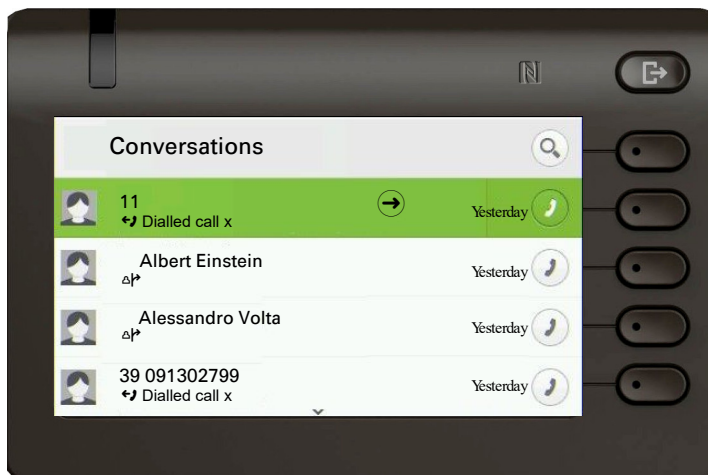 Conversations
11
Yesterday
Dialled call x
Albert Einstein
Yesterday
Alessandro Volta
Yesterday
39 091302799
Yesterday
Dialled call x